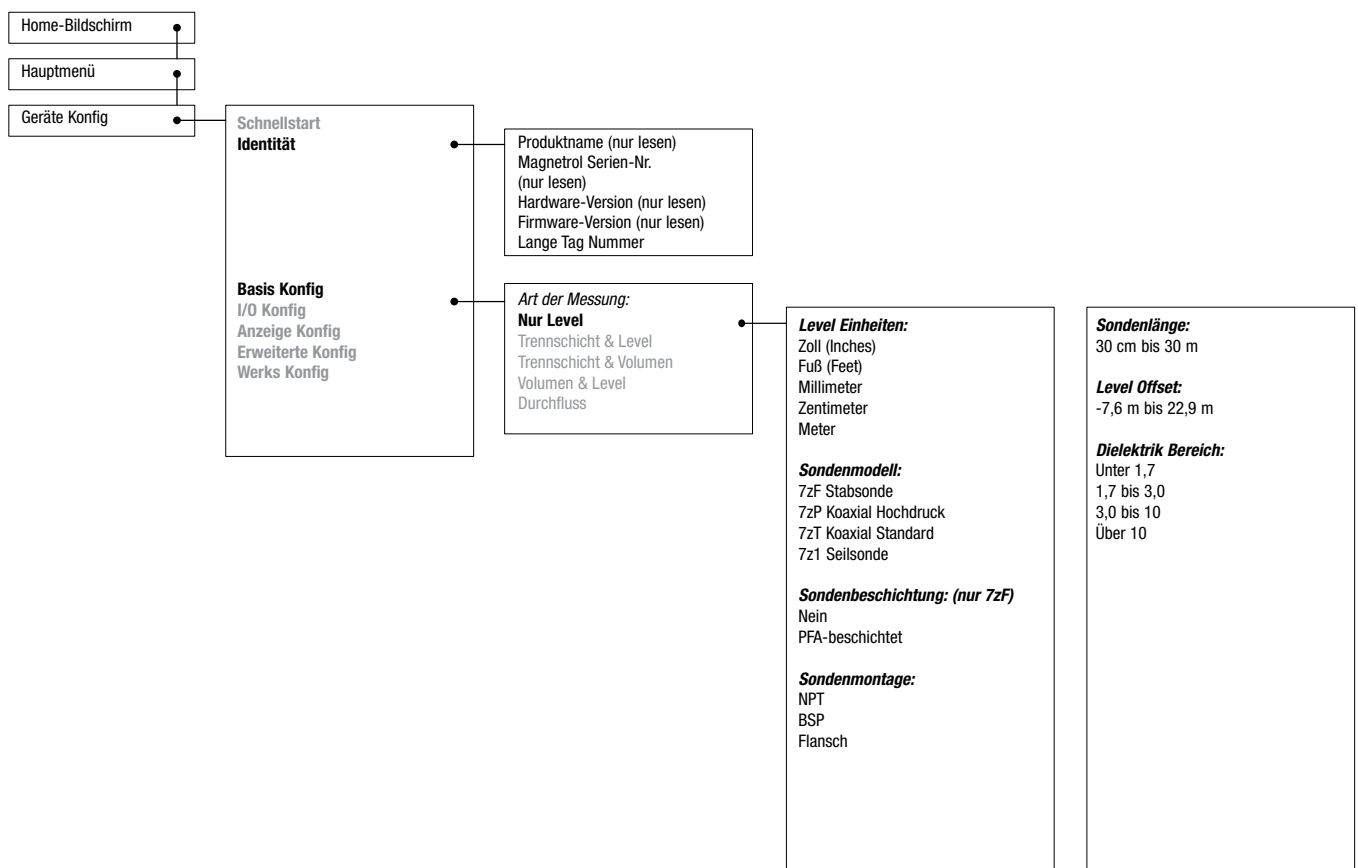 Home-Bildschirm
Hauptmenü
Geräte Konfig
Schnellstart
Identität
Produktname (nur lesen)
Magnetrol Serien-Nr.
(nur lesen)
Hardware-Version (nur lesen)
Firmware-Version (nur lesen)
Lange Tag Nummer
Basis Konfig
I/O Konfig
Anzeige Konfig
Erweiterte Konfig
Werks Konfig
Art der Messung:
Nur Level
Trennschicht & Level
Trennschicht & Volumen
Volumen & Level
Durchfluss
Level Einheiten:
Zoll (Inches)
Fuß (Feet)
Millimeter
Zentimeter
Meter
Sondenmodell:
7zF Stabsonde
7zP Koaxial Hochdruck
7zT Koaxial Standard
7z1 Seilsonde
Sondenbeschichtung: (nur 7zF)
Nein
PFA-beschichtet
Sondenmontage:
NPT
BSP
Flansch
Sondenlänge:
30 cm bis 30 m
Level Offset:
-7,6 m bis 22,9 m
Dielektrik Bereich:
Unter 1,7
1,7 bis 3,0
3,0 bis 10
Über 10